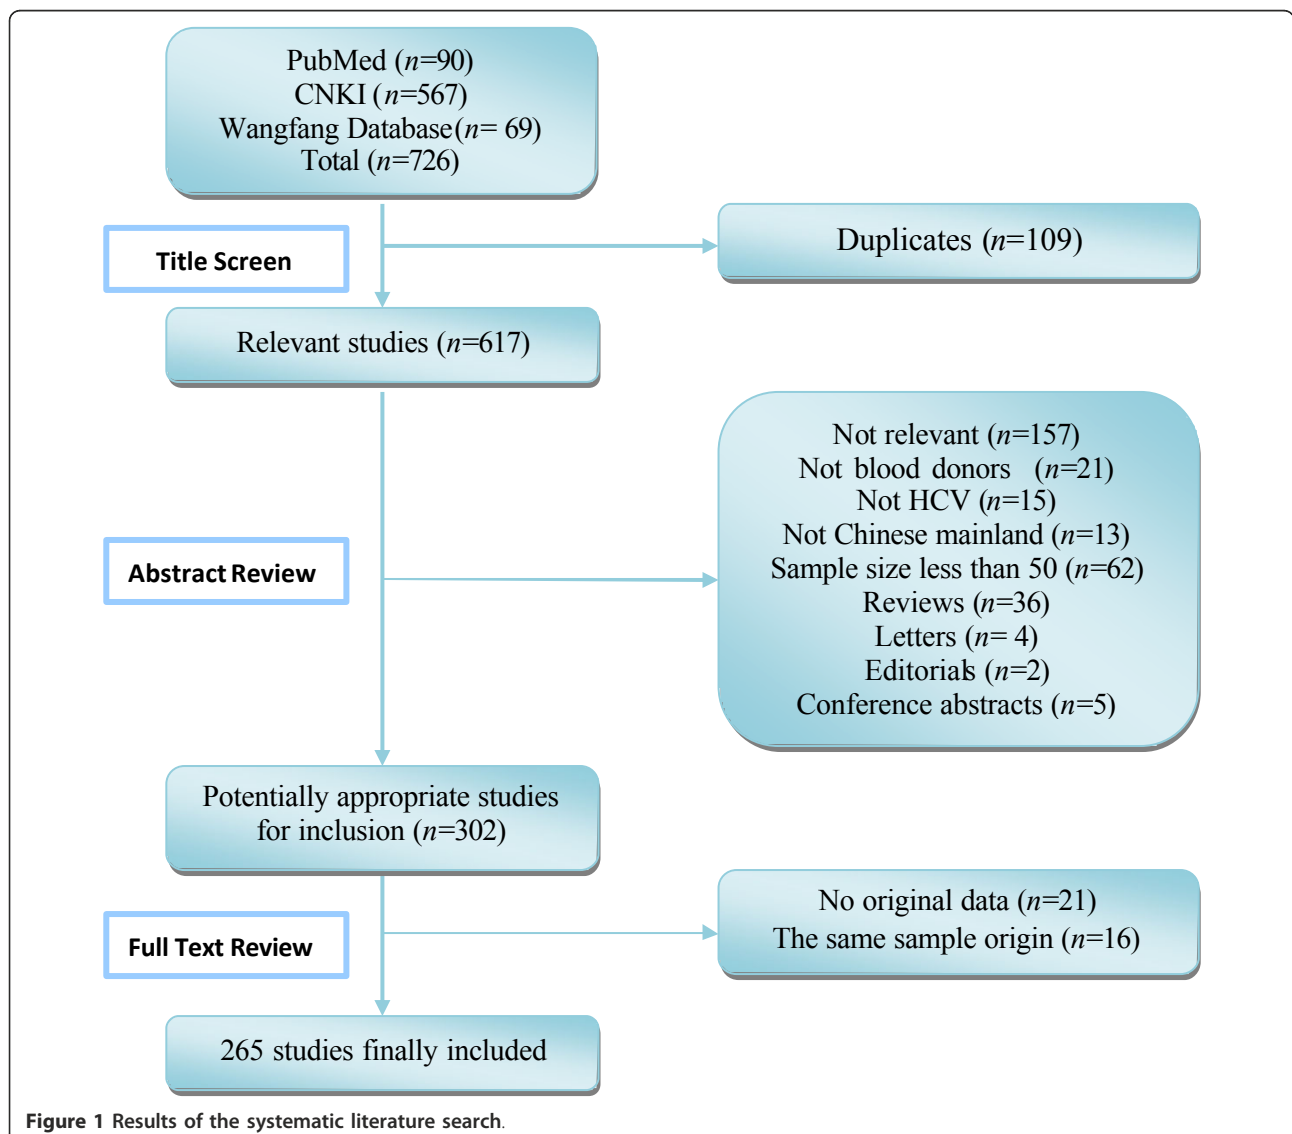 PubMed (n=90)
CNKI (n=567)
Wangfang Database(n= 69)
Total (n=726)
Title Screen
Duplicates (n=109)
Relevant studies (n=617)
Abstract Review
Not relevant (n=157)
Not blood donors (n=21)
Not HCV (n=15)
Not Chinese mainland (n=13)
Sample size less than 50 (n=62)
Reviews (n=36)
Letters (n= 4)
Editorials (n=2)
Conference abstracts (n=5)
Potentially appropriate studies
for inclusion (n=302)
Full Text Review
No original data (n=21)
The same sample origin (n=16)
265 studies finally included
Figure 1 Results of the systematic literature search.